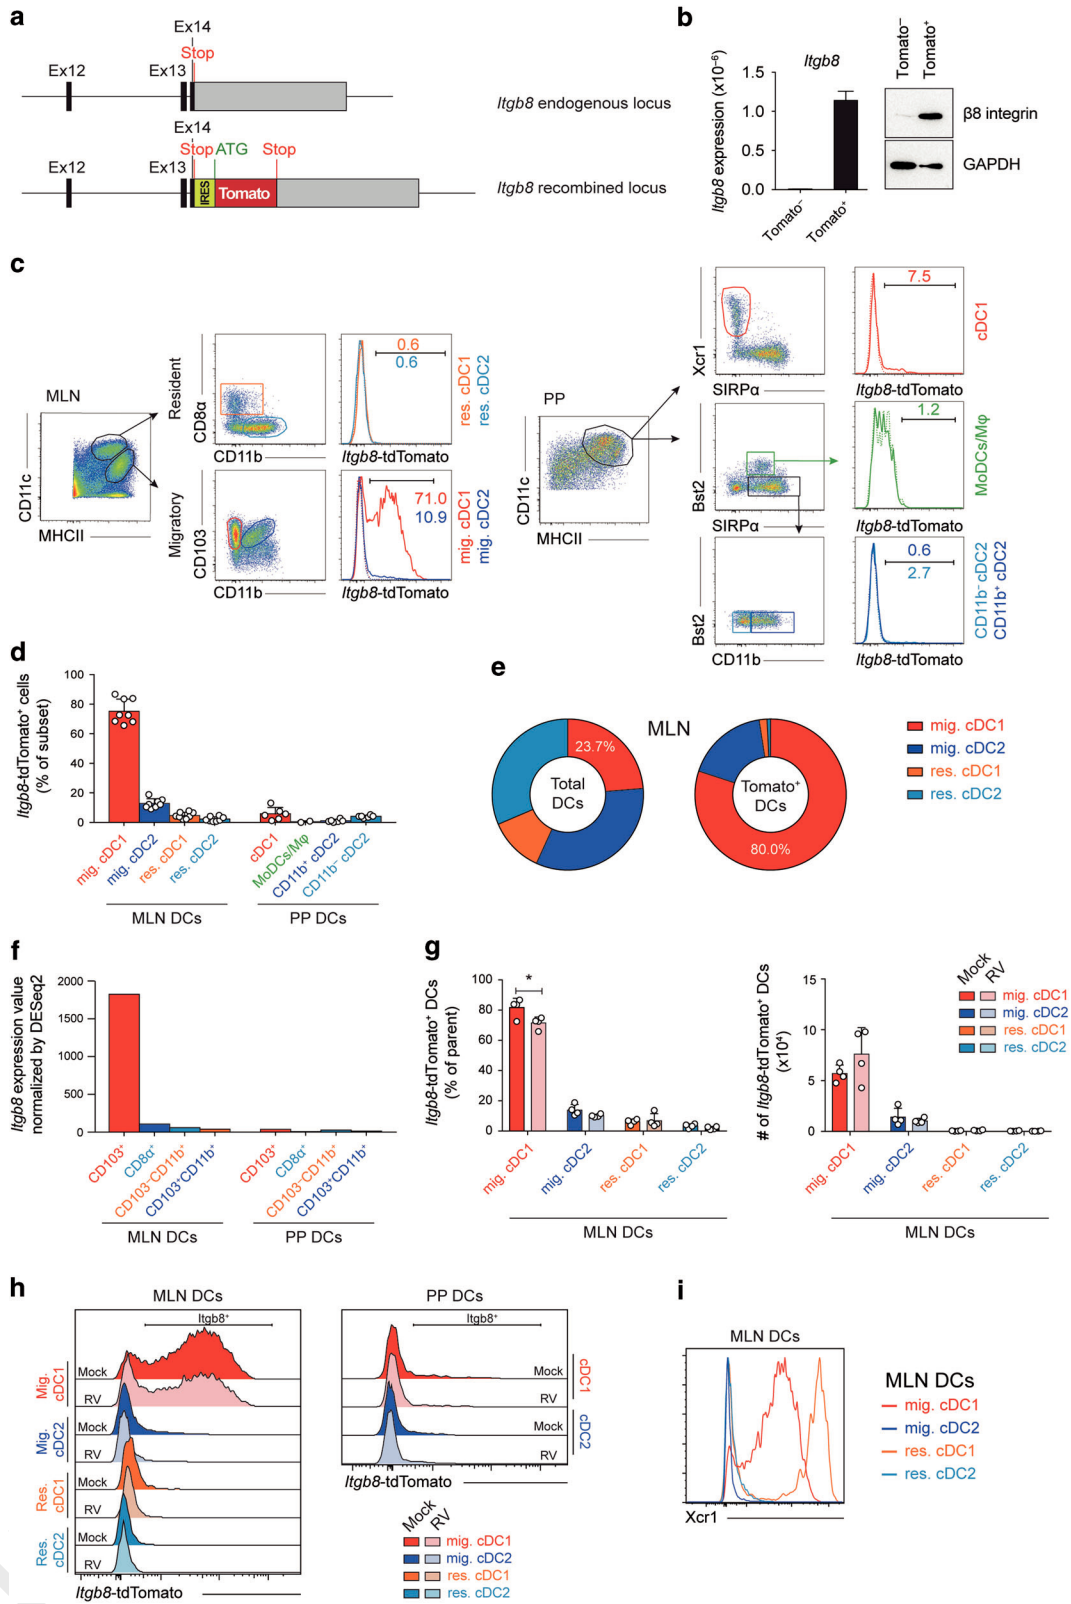 a
Ex14
Stop
Ex12
Ex13
Itgb8 endogenous locus
Ex14
Stop
ATG
Stop
Ex12
Ex13
IRES
Tomato
Itgb8 recombined locus
b
Itgb8
Itgb8 expression (x10⁻⁶)
1.5
1.0
0.5
0.0
Tomato⁻
Tomato⁺
Tomato⁻
Tomato⁺
β8 integrin
GAPDH
c
MLN
CD11c
MHCII
Resident
CD8α
CD11b
0.6
0.6
Itgb8-tdTomato
res. cDC1
res. cDC2
Migratory
CD103
CD11b
71.0
10.9
Itgb8-tdTomato
mig. cDC1
mig. cDC2
PP
CD11c
MHCII
Xcr1
SIRPα
7.5
Itgb8-tdTomato
cDC1
Bst2
SIRPα
1.2
Itgb8-tdTomato
MoDCs/Mφ
Bst2
CD11b
0.6
2.7
Itgb8-tdTomato
CD11b⁻ cDC2
CD11b⁺ cDC2
d
Itgb8-tdTomato⁺ cells
(% of subset)
100
80
60
40
20
0
mig. cDC1
mig. cDC2
res. cDC1
res. cDC2
cDC1
MoDCs/Mφ
CD11b⁺ cDC2
CD11b⁻ cDC2
MLN DCs
PP DCs
e
MLN
23.7%
Total
DCs
Tomato⁺
DCs
80.0%
mig. cDC1
mig. cDC2
res. cDC1
res. cDC2
f
Itgb8 expression value
normalized by DESeq2
2000
1500
1000
500
0
CD103⁺
CD8α⁺
CD103⁻CD11b⁺
CD103⁺CD11b⁺
CD103⁺
CD8α⁺
CD103⁻CD11b⁺
CD103⁺CD11b⁺
MLN DCs
PP DCs
g
Itgb8-tdTomato⁺ DCs
(% of parent)
100
80
60
40
20
0
*
mig. cDC1
mig. cDC2
res. cDC1
res. cDC2
MLN DCs
# of Itgb8-tdTomato⁺ DCs
(x10⁴)
15
10
5
0
mig. cDC1
mig. cDC2
res. cDC1
res. cDC2
MLN DCs
Mock
RV
mig. cDC1
mig. cDC2
res. cDC1
res. cDC2
h
MLN DCs
Itgb8⁺
Mig.
cDC1
Mock
RV
Mig.
cDC2
Mock
RV
Res.
cDC1
Mock
RV
Res.
cDC2
Mock
RV
Itgb8-tdTomato
PP DCs
Itgb8⁺
Mock
RV
cDC1
Mock
RV
cDC2
Itgb8-tdTomato
Mock
RV
mig. cDC1
mig. cDC2
res. cDC1
res. cDC2
i
MLN DCs
Xcr1
MLN DCs
mig. cDC1
mig. cDC2
res. cDC1
res. cDC2